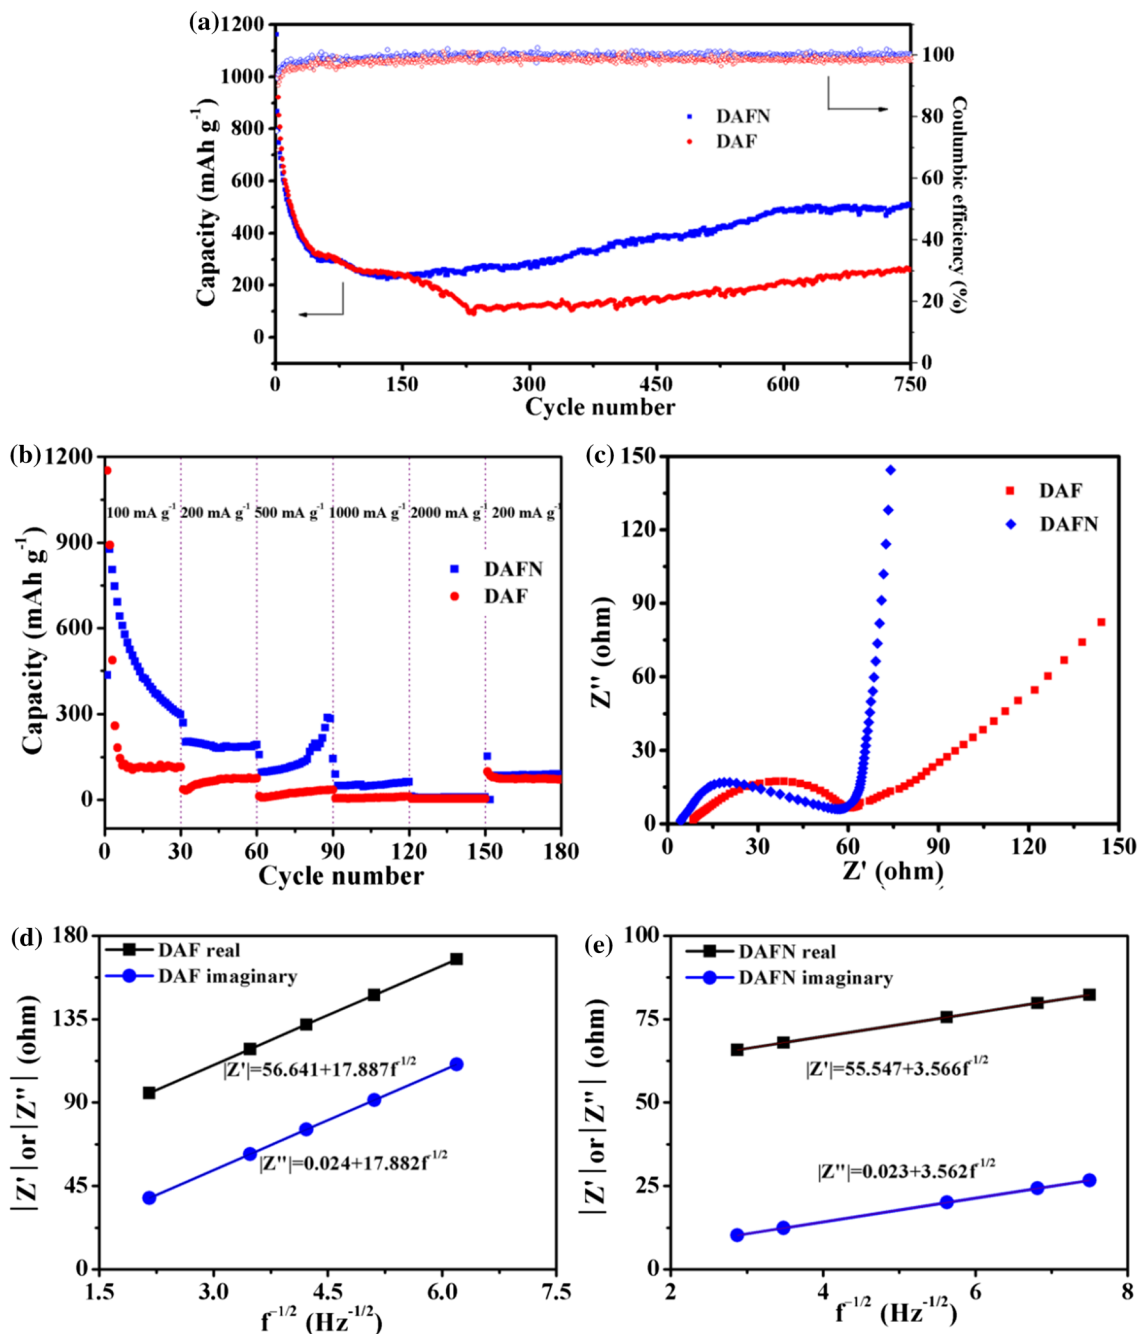 (a)
1200
1000
1200
600
400
200
0
Capacity (mAh g⁻¹)
100
80
60
40
20
0
Coulumbic efficiency (%)
DAFN
DAF
0 150 300 450 600 750
Cycle number
(b)
1200
900
600
300
0
Capacity (mAh g⁻¹)
100 mA g⁻¹ 200 mA g⁻¹ 500 mA g⁻¹ 1000 mA g⁻¹ 2000 mA g⁻¹ 200 mA g⁻¹
DAFN
DAF
0 30 60 90 120 150 180
Cycle number
(c)
150
120
90
60
30
0
Z'' (ohm)
DAF
DAFN
0 30 60 90 120 150
Z' (ohm)
(d)
180
135
90
45
0
|Z'| or |Z''| (ohm)
DAF real
DAF imaginary
|Z'|=56.641+17.887f⁻¹/²
|Z''|=0.024+17.882f⁻¹/²
1.5 3.0 4.5 6.0 7.5
f⁻¹/² (Hz⁻¹/²)
(e)
100
75
50
25
0
|Z'| or |Z''| (ohm)
DAFN real
DAFN imaginary
|Z'|=55.547+3.566f⁻¹/²
|Z''|=0.023+3.562f⁻¹/²
2 4 6 8
f⁻¹/² (Hz⁻¹/²)